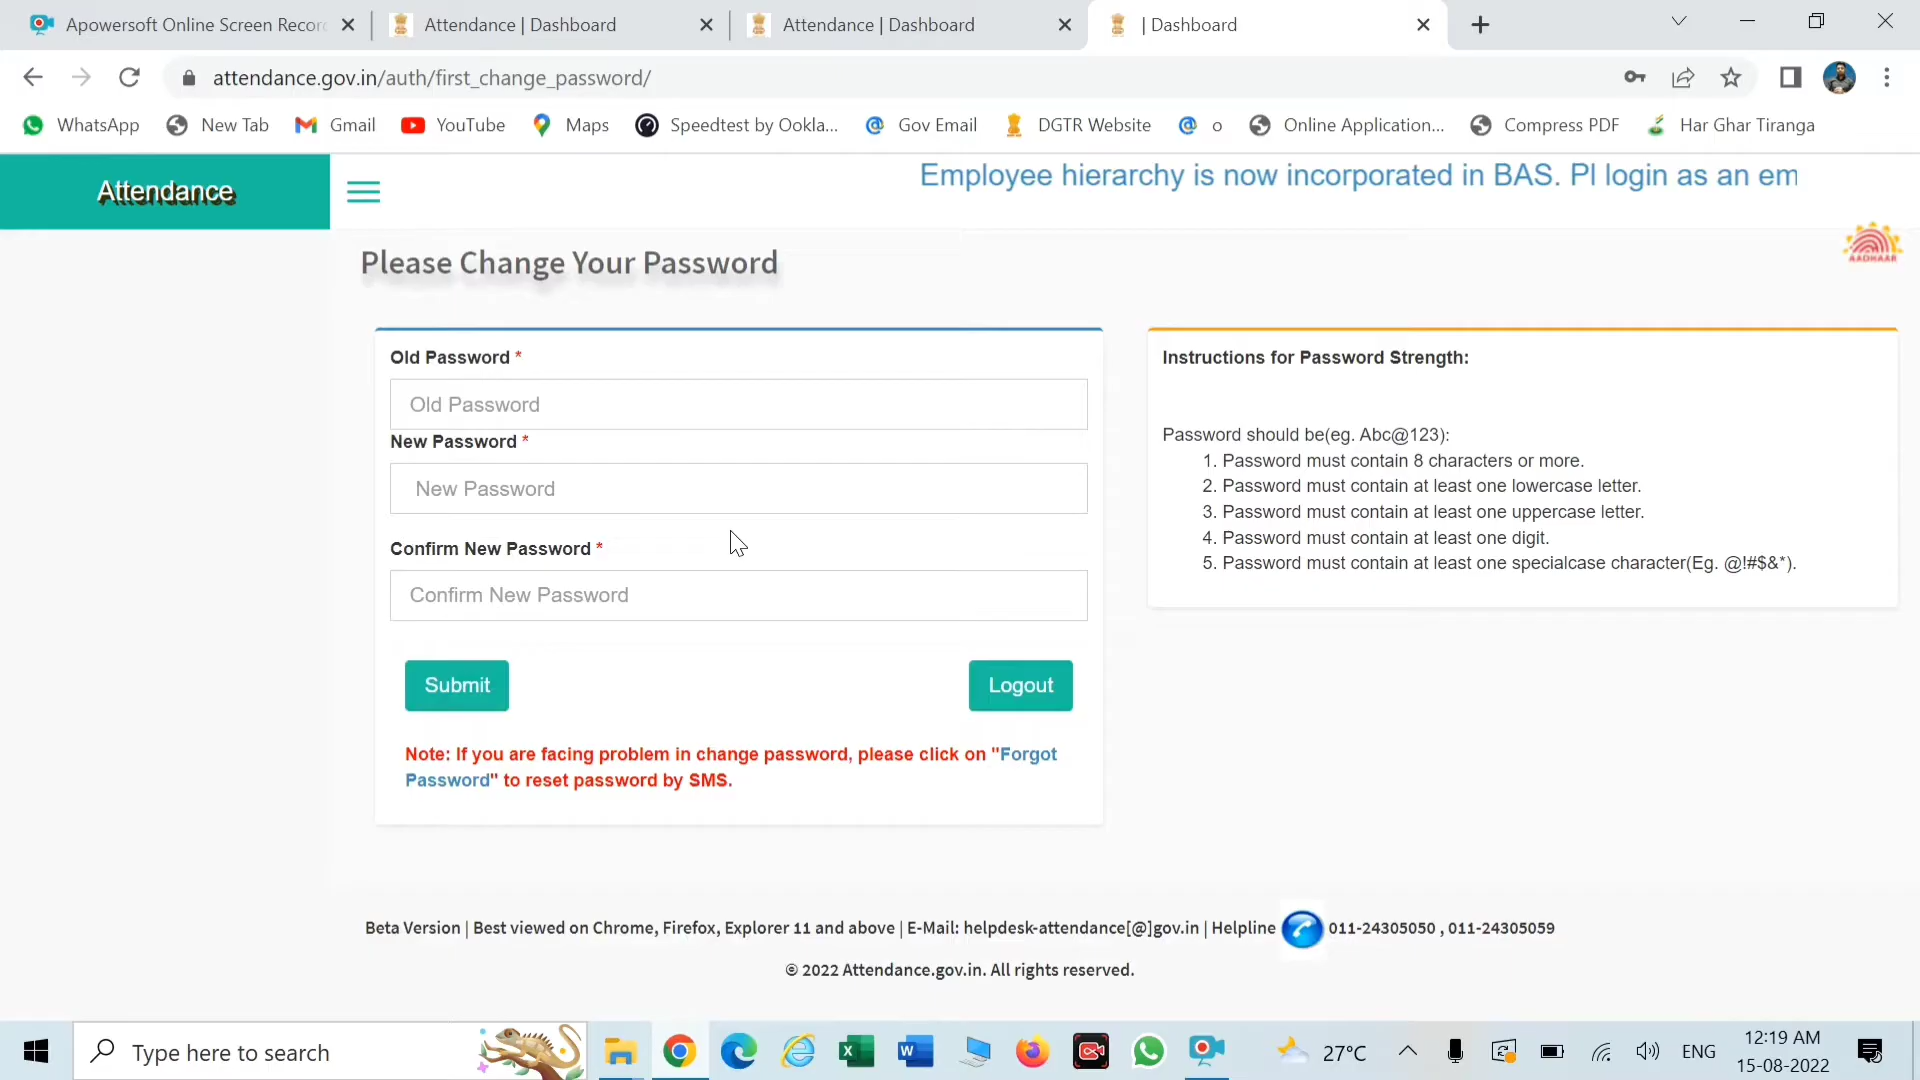 Apowersoft Online Screen Recor
Attendance | Dashboard
Attendance | Dashboard
| Dashboard
attendance.gov.in/auth/first_change_password/
WhatsApp
New Tab
Gmail
YouTube
Maps
Speedtest by Ookla...
Gov Email
DGTR Website
o
Online Application...
Compress PDF
Har Ghar Tiranga
Attendance
Employee hierarchy is now incorporated in BAS. Pl login as an em
AADHAAR
Please Change Your Password
Old Password *
Old Password
New Password *
New Password
Confirm New Password *
Confirm New Password
Submit
Logout
Note: If you are facing problem in change password, please click on "Forgot
Password" to reset password by SMS.
Instructions for Password Strength:
Password should be(eg. Abc@123):
1. Password must contain 8 characters or more.
2. Password must contain at least one lowercase letter.
3. Password must contain at least one uppercase letter.
4. Password must contain at least one digit.
5. Password must contain at least one specialcase character(Eg. @!#$&*).
Beta Version | Best viewed on Chrome, Firefox, Explorer 11 and above | E-Mail: helpdesk-attendance[@]gov.in | Helpline 011-24305050 , 011-24305059
© 2022 Attendance.gov.in. All rights reserved.
Type here to search
27°C
ENG
12:19 AM
15-08-2022